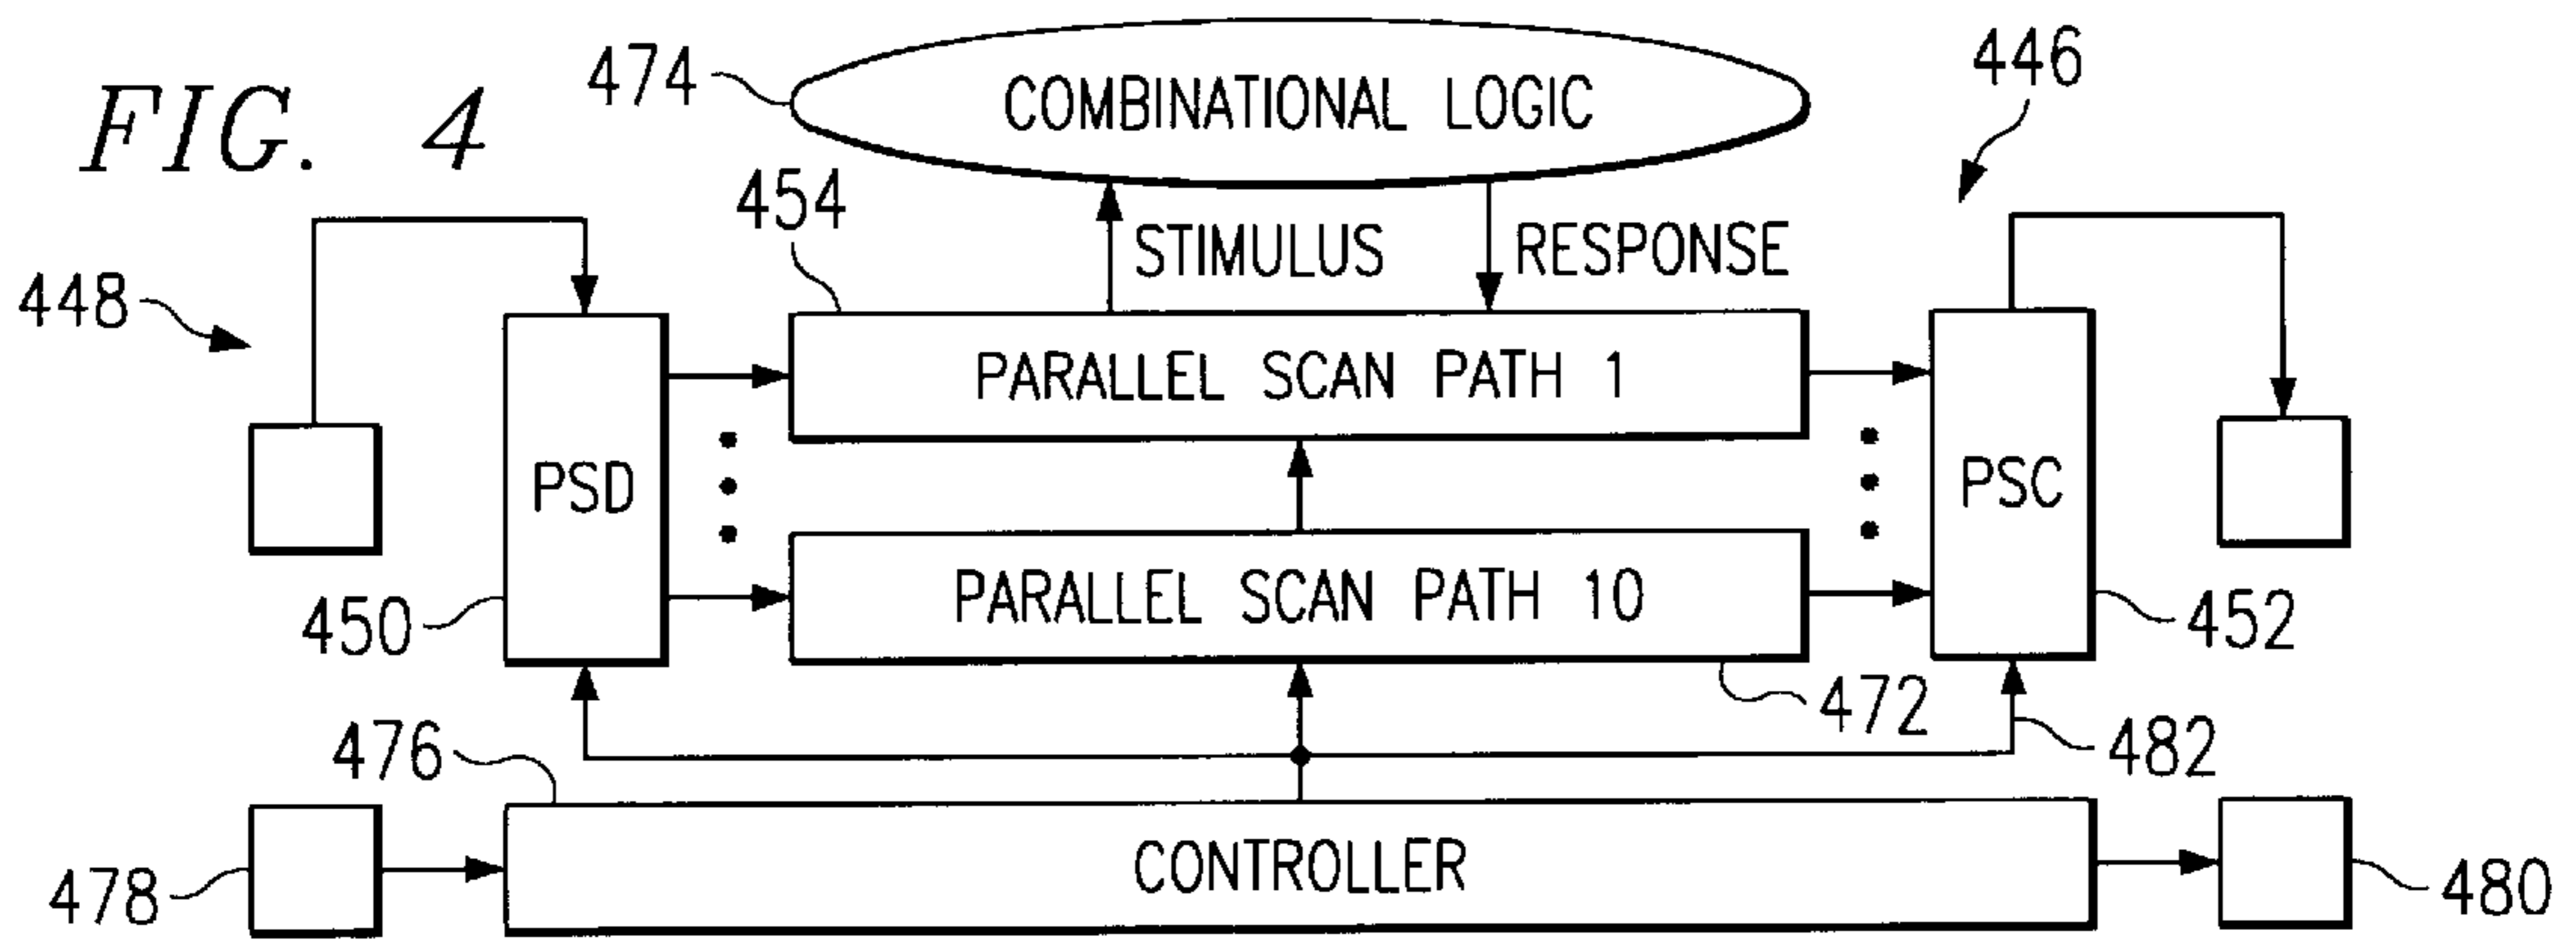 FIG. 4
474
COMBINATIONAL LOGIC
446
454
STIMULUS
RESPONSE
448
PARALLEL SCAN PATH 1
PSD
PSC
PARALLEL SCAN PATH 10
450
452
472
476
482
CONTROLLER
478
480